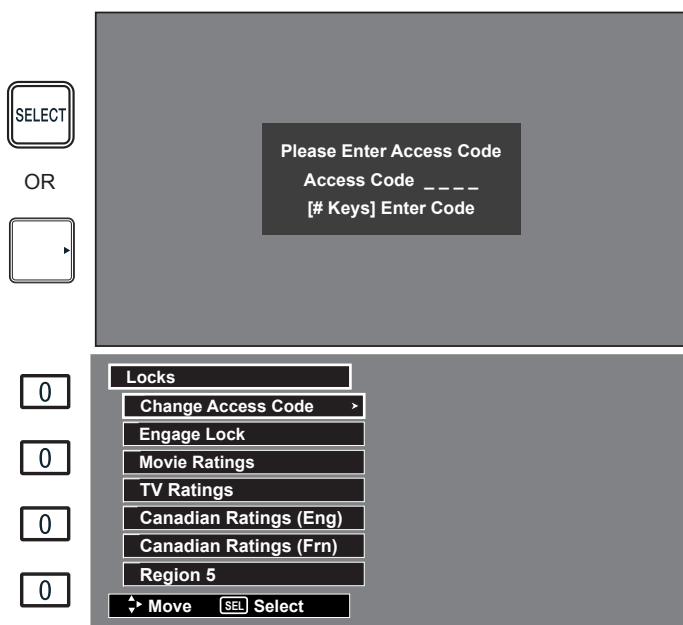 SELECT
OR
Please Enter Access Code
Access Code _ _ _ _
[# Keys] Enter Code
0
0
0
0
Locks
Change Access Code
Engage Lock
Movie Ratings
TV Ratings
Canadian Ratings (Eng)
Canadian Ratings (Frn)
Region 5
Move SEL Select